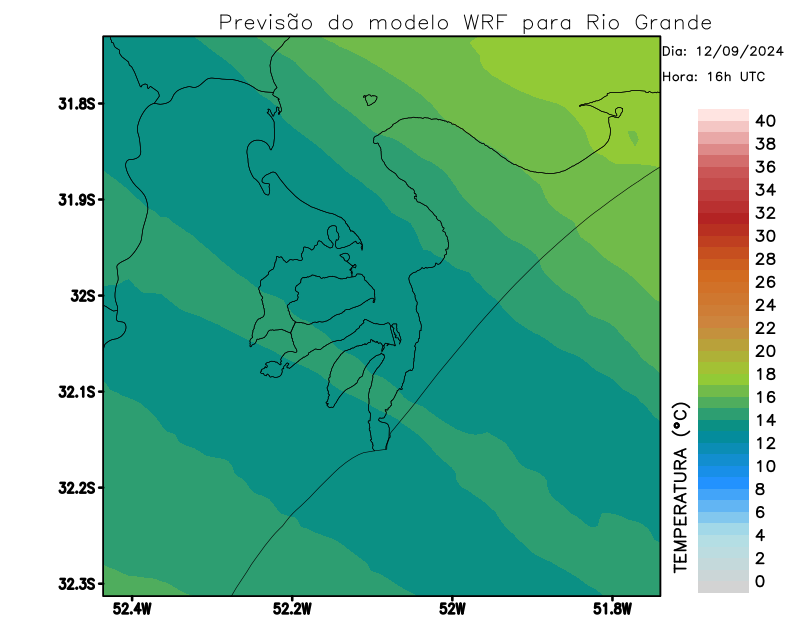 Previsão do modelo WRF para Rio Grande
Dia: 12/09/2024
Hora: 16h UTC
31.8S
31.9S
32S
32.1S
32.2S
32.3S
52.4W
52.2W
52W
51.8W
TEMPERATURA (°C)
40
38
36
34
32
30
28
26
24
22
20
18
16
14
12
10
8
6
4
2
0